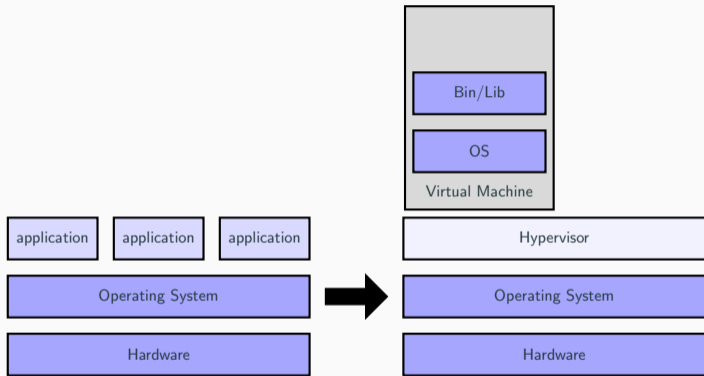 application
application
application
Operating System
Hardware
Bin/Lib
OS
Virtual Machine
Hypervisor
Operating System
Hardware